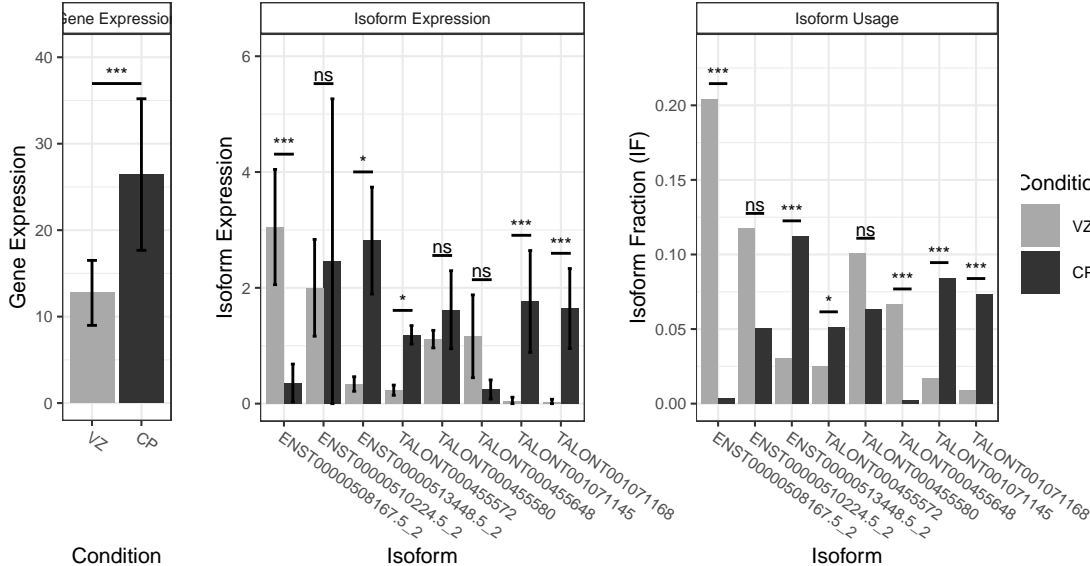 Gene Expression
Gene Expression
40
30
20
10
0
***
VZ
CP
Condition
Isoform Expression
Isoform Expression
6
4
2
0
***
ns
*
*
ns
ns
***
***
ENST00000508167.5_2
ENST00000510224.5_2
ENST00000513448.5_2
TALONT000455572
TALONT000455580
TALONT000455648
TALONT001071145
TALONT001071168
Isoform
Isoform Usage
Isoform Fraction (IF)
0.20
0.15
0.10
0.05
0.00
***
ns
***
*
ns
***
***
***
ENST00000508167.5_2
ENST00000510224.5_2
ENST00000513448.5_2
TALONT000455572
TALONT000455580
TALONT000455648
TALONT001071145
TALONT001071168
Isoform
Condition
VZ
CP